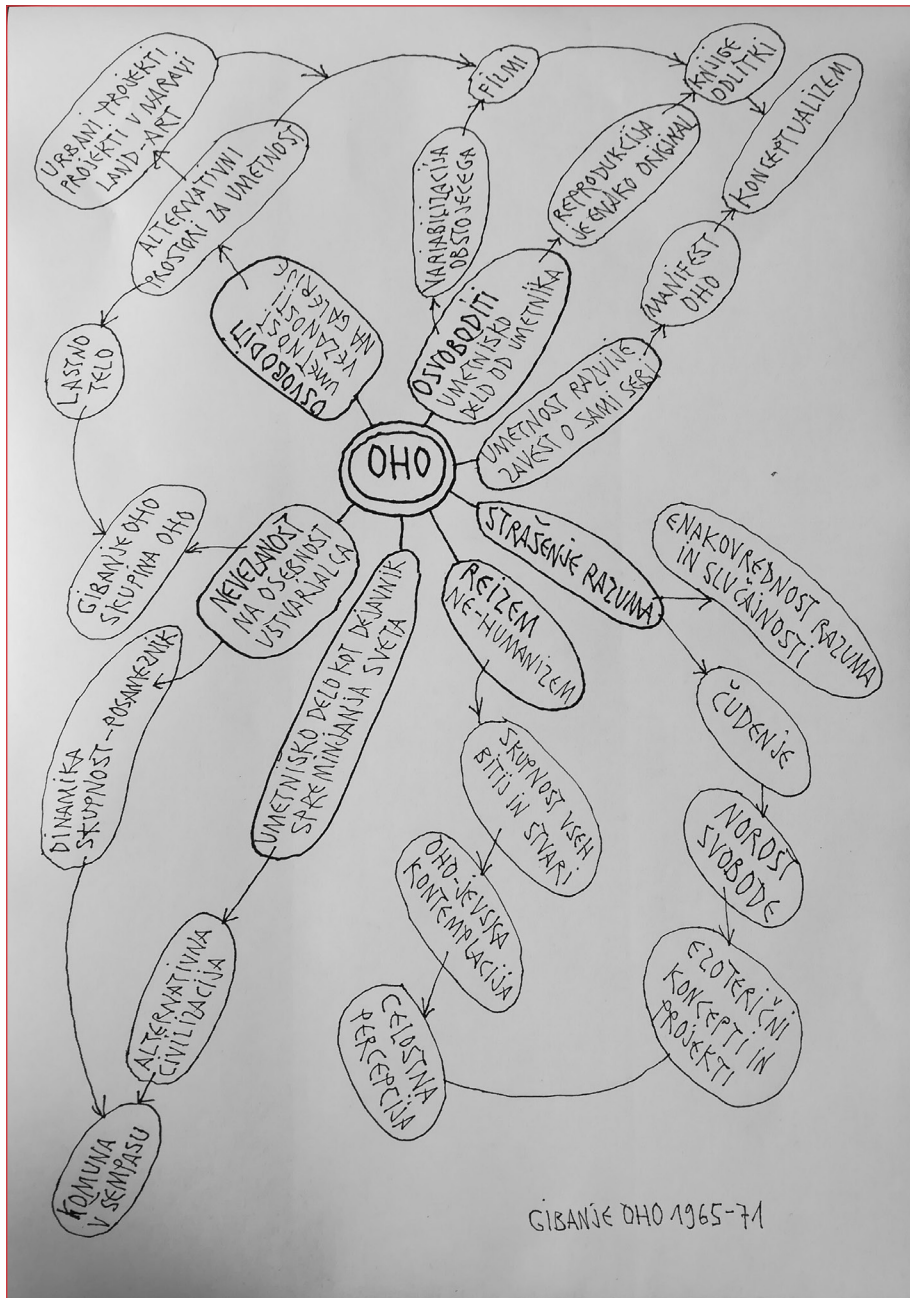 URBANI PROJEKTI
PROJEKTI V NARAVI
LAND-ART
ALTERNATIVNI
PROSTORI ZA UMETNOST
LASTNO
TELO
OSVOBODITI
UMETNOST
VEZANOSTI
NA GALERIJE
FILMI
VARIABILIZACIJA
OBSTOJEČEGA
KNJIGE
ODLITKI
REPRODUKCIJA
JE ENAKO ORIGINAL
OSVOBODITI
UMETNIŠKO
DELO OD UMETNIKA
KONCEPTUALIZEM
MANIFEST
OHO
UMETNOST RAZVIJE
ZAVEST O SAMI SEBI
OHO
STRAŠENJE RAZUMA
ENAKOVREDNOST RAZUMA
IN SLUČAJNOSTI
ČUDENJE
NOROST
SVOBODE
EZOTERIČNI
KONCEPTI IN
PROJEKTI
REIZEM
NE-HUMANIZEM
SKUPNOST VSEH
BITIJ IN
STVARI
OHO-JEVSKA
KONTEMPLACIJA
CELOSTNA
PERCEPCIJA
UMETNIŠKO DELO KOT DEJAVNIK
SPREMINJANJA SVETA
ALTERNATIVNA
CIVILIZACIJA
KOMUNA
V ŠEMPASU
NEVEZANOST
NA OSEBNOST
USTVARJALCA
GIBANJE OHO
SKUPINA OHO
DINAMIKA
SKUPNOST-POSAMEZNIK
GIBANJE OHO 1965-71